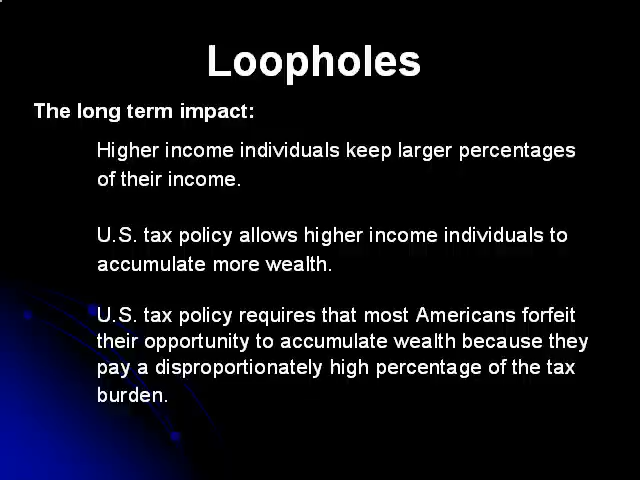 Loopholes
The long term impact:
Higher income individuals keep larger percentages
of their income.
U.S. tax policy allows higher income individuals to
accumulate more wealth.
U.S. tax policy requires that most Americans forfeit
their opportunity to accumulate wealth because they
pay a disproportionately high percentage of the tax
burden.